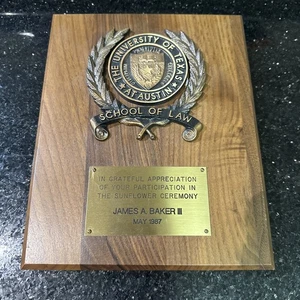 THE UNIVERSITY OF TEXAS
AT AUSTIN
SCHOOL OF LAW
IN GRATEFUL APPRECIATION
OF YOUR PARTICIPATION IN
THE SUNFLOWER CEREMONY
JAMES A. BAKER III
MAY 1987